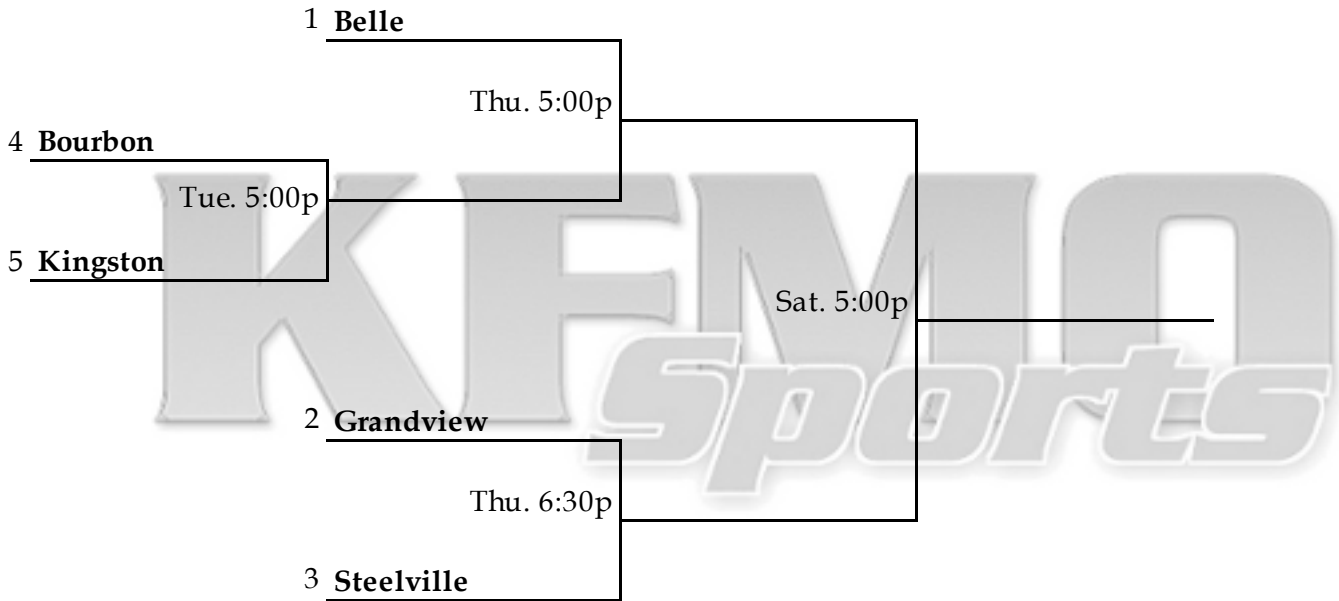 1 Belle
Thu. 5:00p
4 Bourbon
Tue. 5:00p
5 Kingston
Sat. 5:00p
2 Grandview
Thu. 6:30p
3 Steelville
KFMO
Sports